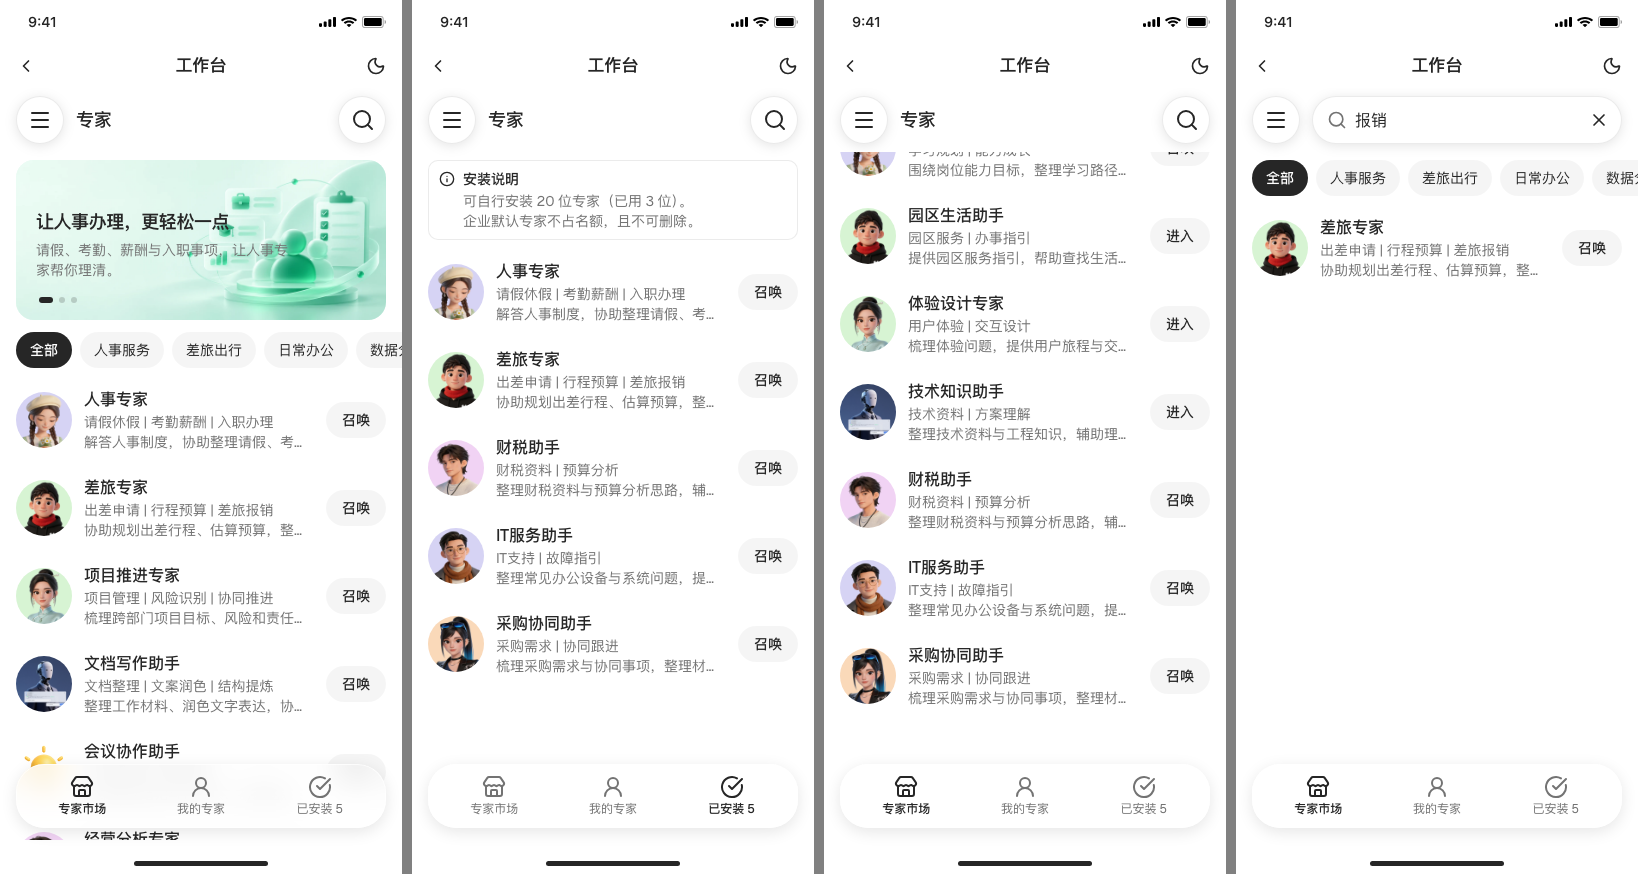 9:41
工作台
专家
让人事办理，更轻松一点
请假、考勤、薪酬与入职事项，让人事专
家帮你理清。
全部 人事服务 差旅出行 日常办公 数据
人事专家
请假休假 | 考勤薪酬 | 入职办理
解答人事制度，协助整理请假、考...
召唤
差旅专家
出差申请 | 行程预算 | 差旅报销
协助规划出差行程、估算预算，整...
召唤
项目推进专家
项目管理 | 风险识别 | 协同推进
梳理跨部门项目目标、风险和责任...
召唤
文档写作助手
文档整理 | 文案润色 | 结构提炼
整理工作材料、润色文字表达，协...
召唤
会议协作助手
专家市场 我的专家 已安装 5
经营分析专家
9:41
工作台
专家
安装说明
可自行安装 20 位专家（已用 3 位）。
企业默认专家不占名额，且不可删除。
人事专家
请假休假 | 考勤薪酬 | 入职办理
解答人事制度，协助整理请假、考...
召唤
差旅专家
出差申请 | 行程预算 | 差旅报销
协助规划出差行程、估算预算，整...
召唤
财税助手
财税资料 | 预算分析
整理财税资料与预算分析思路，辅...
召唤
IT服务助手
IT支持 | 故障指引
整理常见办公设备与系统问题，提...
召唤
采购协同助手
采购需求 | 协同跟进
梳理采购需求与协同事项，整理材...
召唤
专家市场 我的专家 已安装 5
9:41
工作台
专家
学习规划 | 能力成长
围绕岗位能力目标，整理学习路径...
召唤
园区生活助手
园区服务 | 办事指引
提供园区服务指引，帮助查找生活...
进入
体验设计专家
用户体验 | 交互设计
梳理体验问题，提供用户旅程与交...
进入
技术知识助手
技术资料 | 方案理解
整理技术资料与工程知识，辅助理...
进入
财税助手
财税资料 | 预算分析
整理财税资料与预算分析思路，辅...
召唤
IT服务助手
IT支持 | 故障指引
整理常见办公设备与系统问题，提...
召唤
采购协同助手
采购需求 | 协同跟进
梳理采购需求与协同事项，整理材...
召唤
专家市场 我的专家 已安装 5
9:41
工作台
报销
全部 人事服务 差旅出行 日常办公 数据
差旅专家
出差申请 | 行程预算 | 差旅报销
协助规划出差行程、估算预算，整...
召唤
专家市场 我的专家 已安装 5